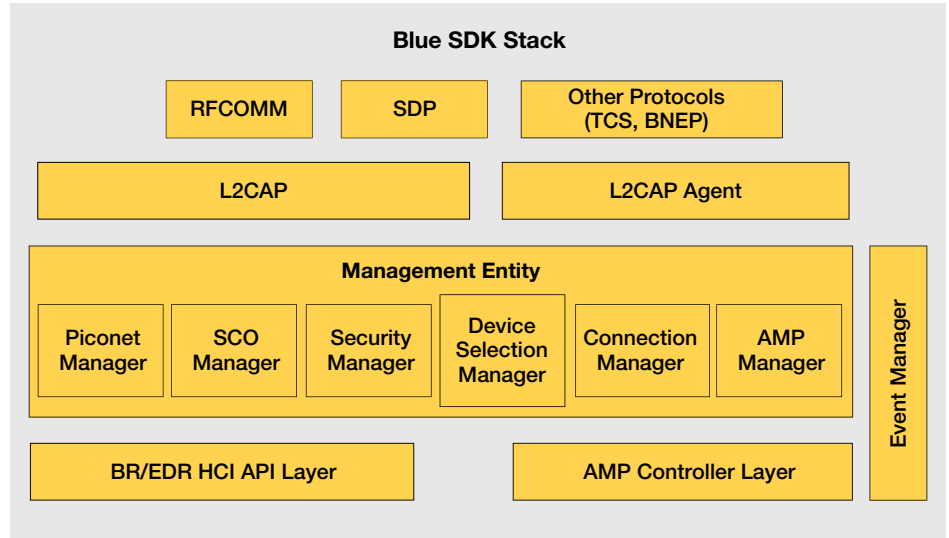 Blue SDK Stack
RFCOMM
SDP
Other Protocols
(TCS, BNEP)
L2CAP
L2CAP Agent
Management Entity
Piconet
Manager
SCO
Manager
Security
Manager
Device
Selection
Manager
Connection
Manager
AMP
Manager
Event Manager
BR/EDR HCI API Layer
AMP Controller Layer